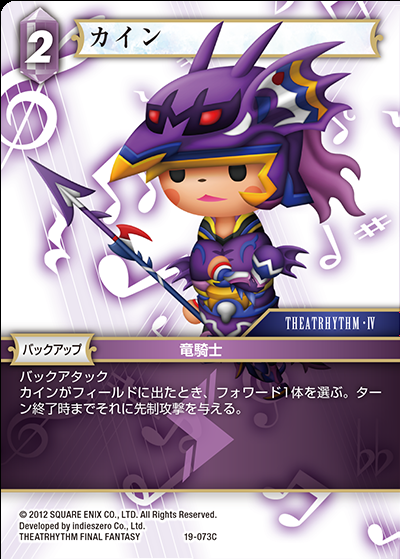 2
カイン
THEATRHYTHM・IV
バックアップ
竜騎士
バックアタック
カインがフィールドに出たとき、フォワード1体を選ぶ。ター
ン終了時までそれに先制攻撃を与える。
© 2012 SQUARE ENIX CO., LTD. All Rights Reserved.
Developed by indieszero Co., Ltd.
THEATRHYTHM FINAL FANTASY 19-073C